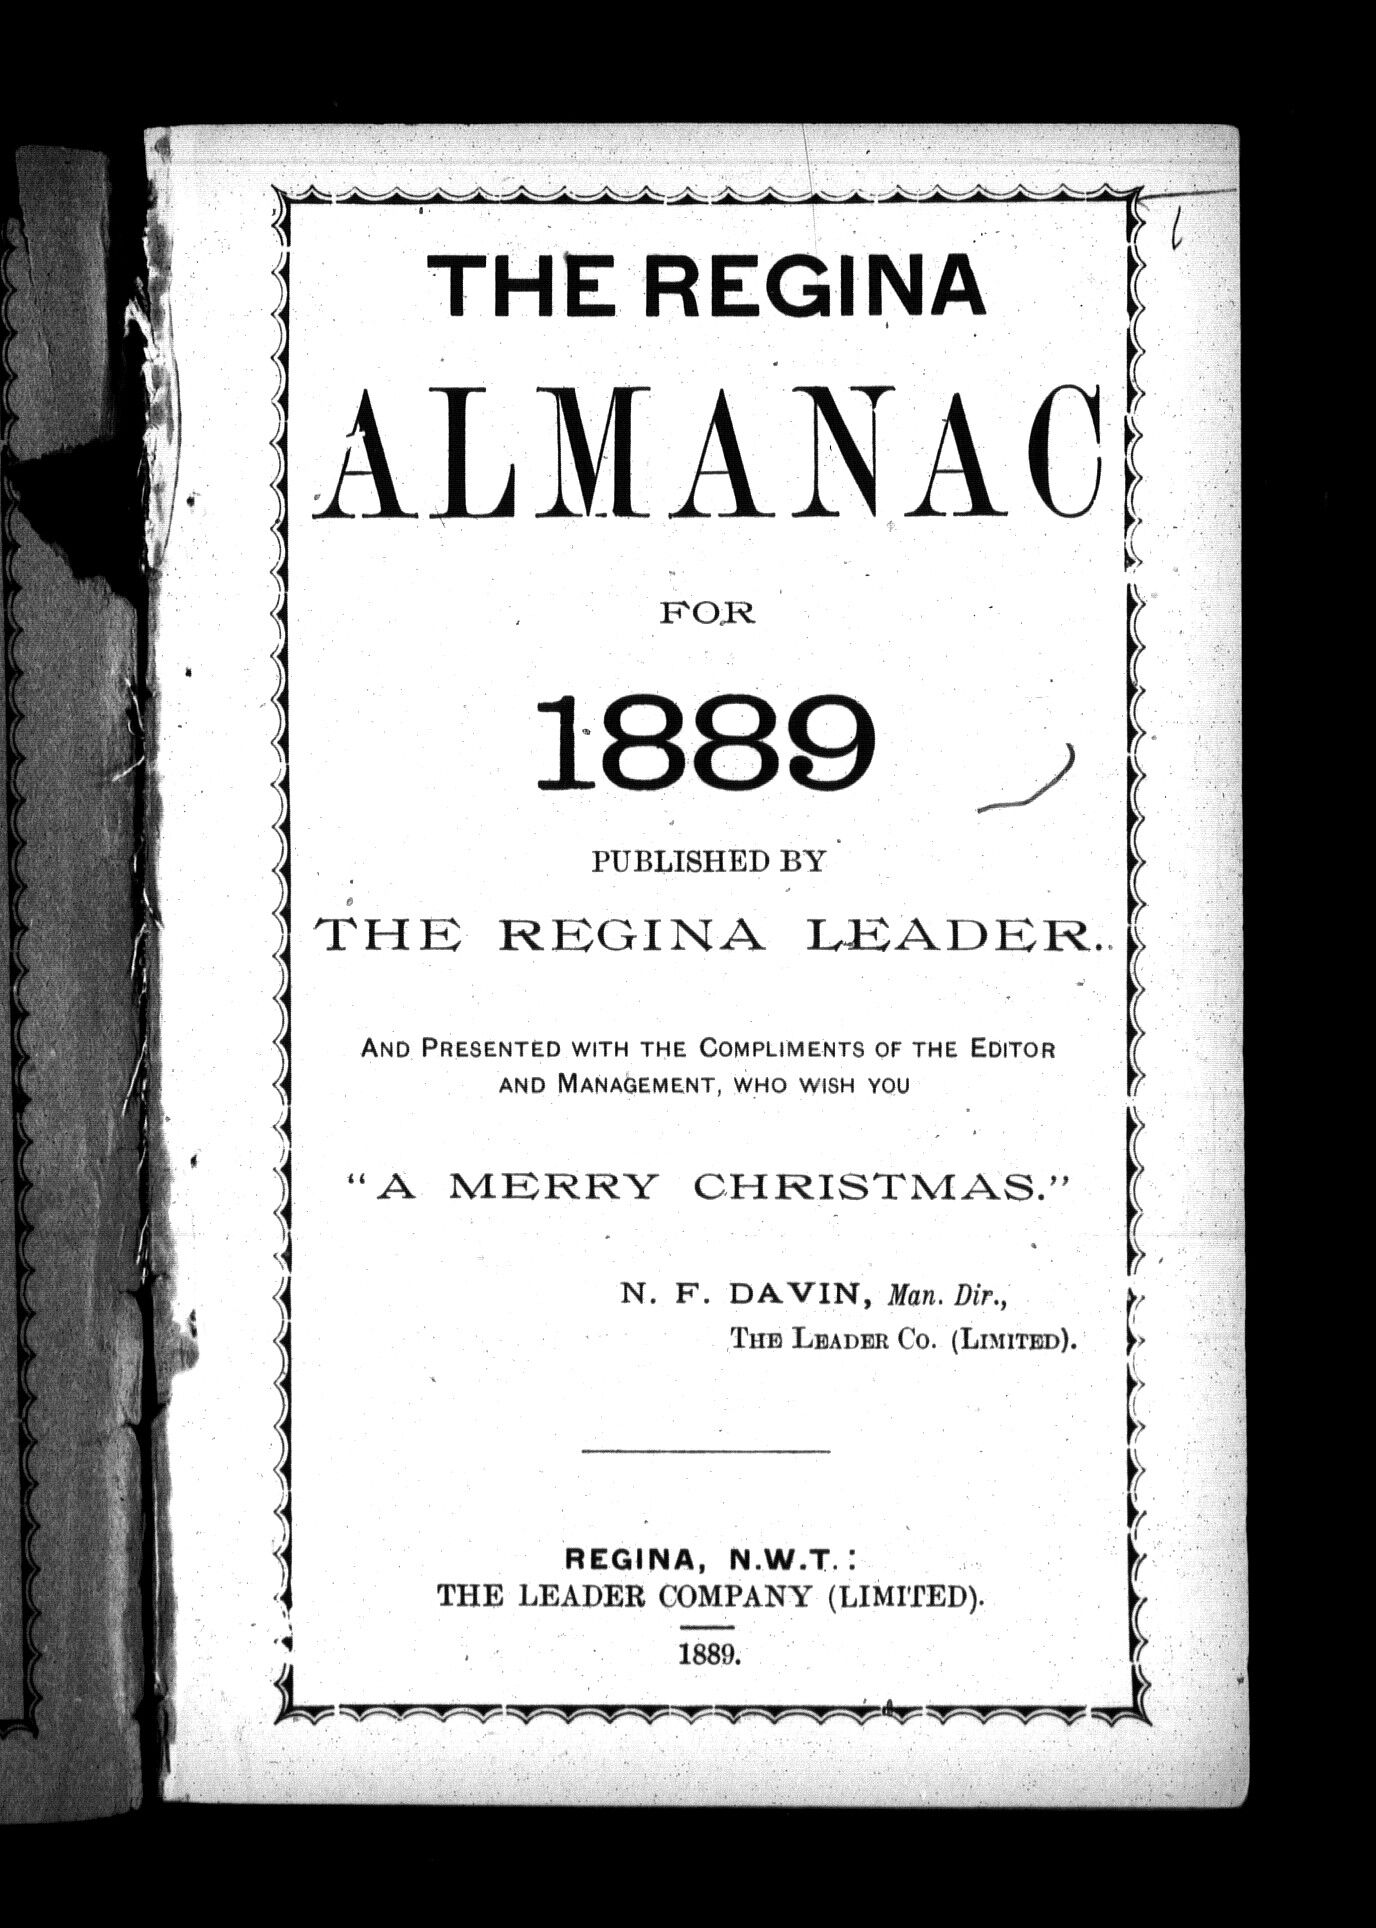 THE REGINA
ALMANAC
FOR
1889
PUBLISHED BY
THE REGINA LEADER.
AND PRESENTED WITH THE COMPLIMENTS OF THE EDITOR
AND MANAGEMENT, WHO WISH YOU
“A MERRY CHRISTMAS.”
N. F. DAVIN, Man. Dir.,
THE LEADER CO. (LIMITED).
REGINA, N.W.T.:
THE LEADER COMPANY (LIMITED).
1889.